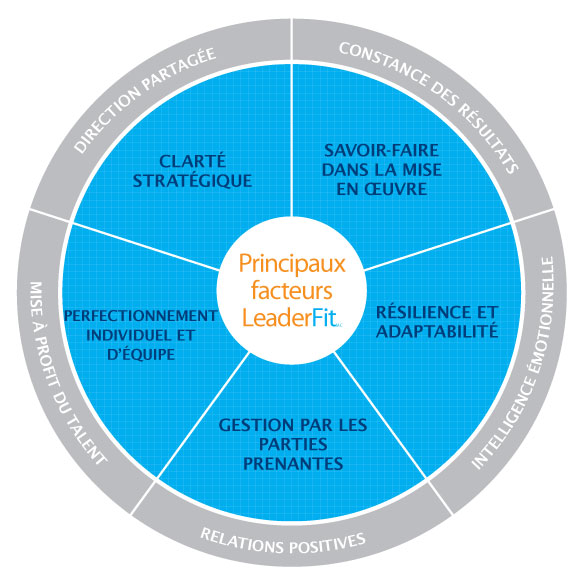 DIRECTION PARTAGÉE
CONSTANCE DES RÉSULTATS
CLARTÉ
STRATÉGIQUE
SAVOIR-FAIRE
DANS LA MISE
EN ŒUVRE
Principaux
facteurs
LeaderFit
MISE À PROFIT DU TALENT
PERFECTIONNEMENT
INDIVIDUEL ET
D'ÉQUIPE
RÉSILIENCE ET
ADAPTABILITÉ
INTELLIGENCE ÉMOTIONNELLE
GESTION PAR LES
PARTIES
PRENANTES
RELATIONS POSITIVES